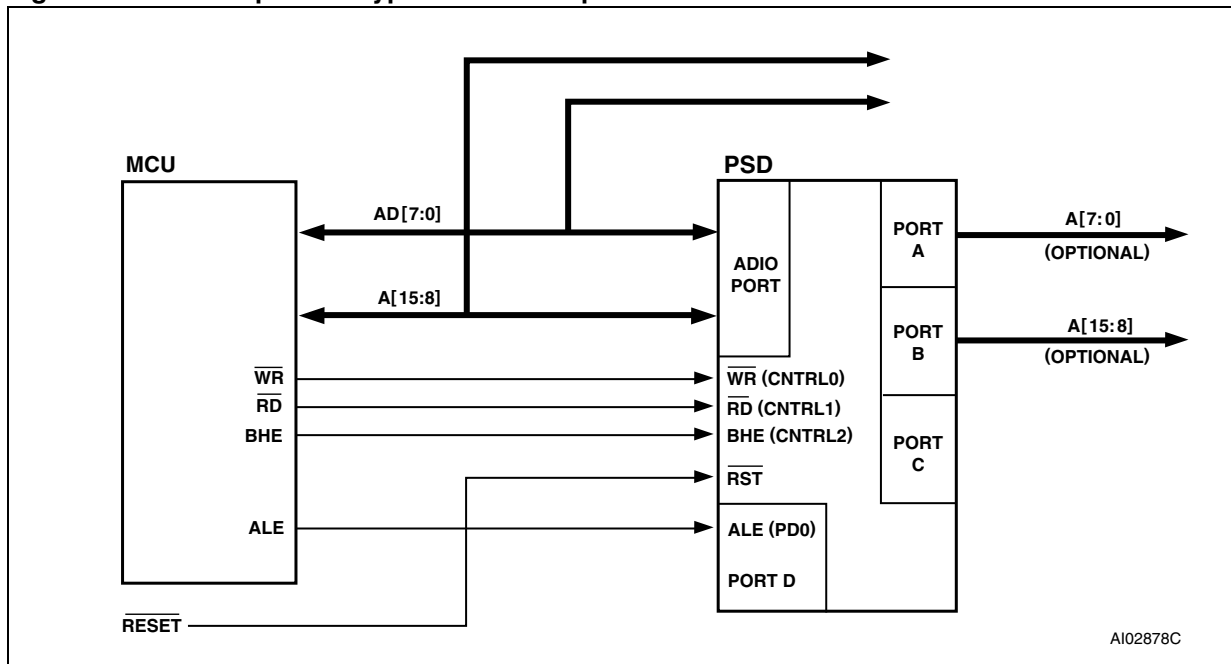 MCU
PSD
AD[7:0]
A[15:8]
ADIO
PORT
PORT
A
A[7:0]
(OPTIONAL)
PORT
B
A[15:8]
(OPTIONAL)
PORT
C
WR
RD
BHE
ALE
WR (CNTRL0)
RD (CNTRL1)
BHE (CNTRL2)
RST
ALE (PD0)
PORT D
RESET
AI02878C